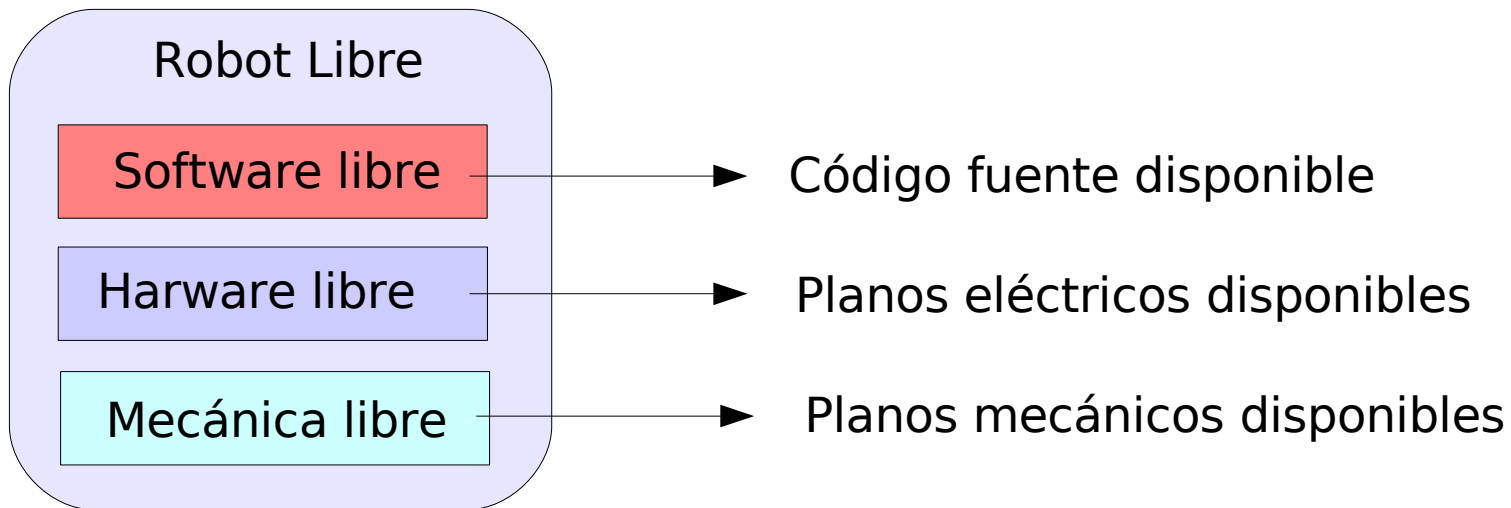 Robot Libre
Software libre
Código fuente disponible
Harware libre
Planos eléctricos disponibles
Mecánica libre
Planos mecánicos disponibles